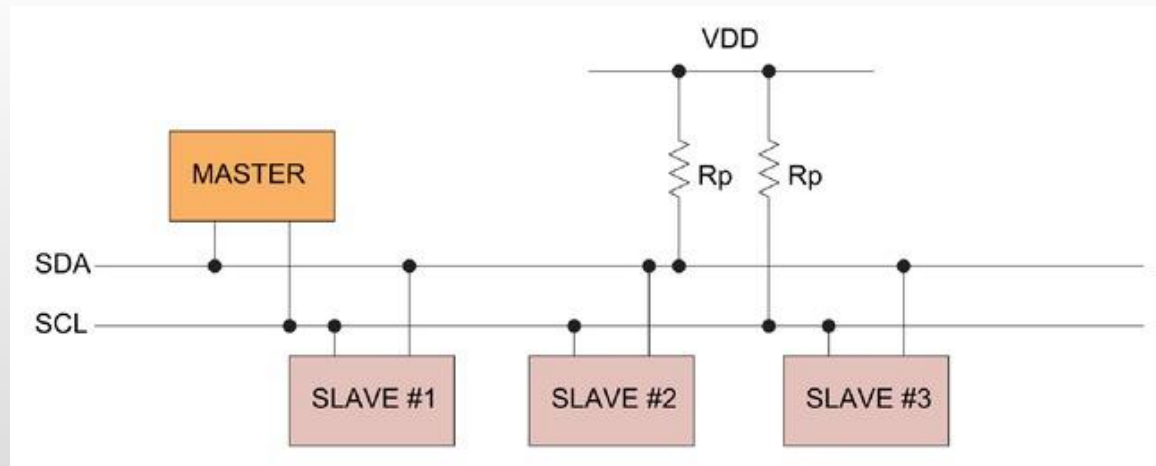 VDD
MASTER
Rp Rp
SDA
SCL
SLAVE #1 SLAVE #2 SLAVE #3